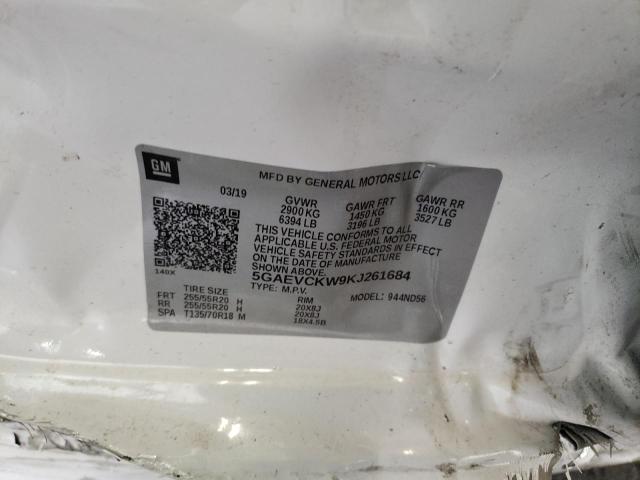 GM
MFD BY GENERAL MOTORS LLC
03/19
GVWR GAWR FRT GAWR RR
2900 KG 1450 KG 1600 KG
6394 LB 3196 LB 3527 LB
THIS VEHICLE CONFORMS TO ALL
APPLICABLE U.S. FEDERAL MOTOR
VEHICLE SAFETY STANDARDS IN EFFECT
ON THE DATE OF MANUFACTURE
SHOWN ABOVE.
5GAEVCKW9KJ261684
TYPE: M.P.V. MODEL: 944ND56
140X
TIRE SIZE RIM
FRT 255/55R20 H 20X8J
RR 255/55R20 H 20X8J
SPA T135/70R18 M 18X4.5B